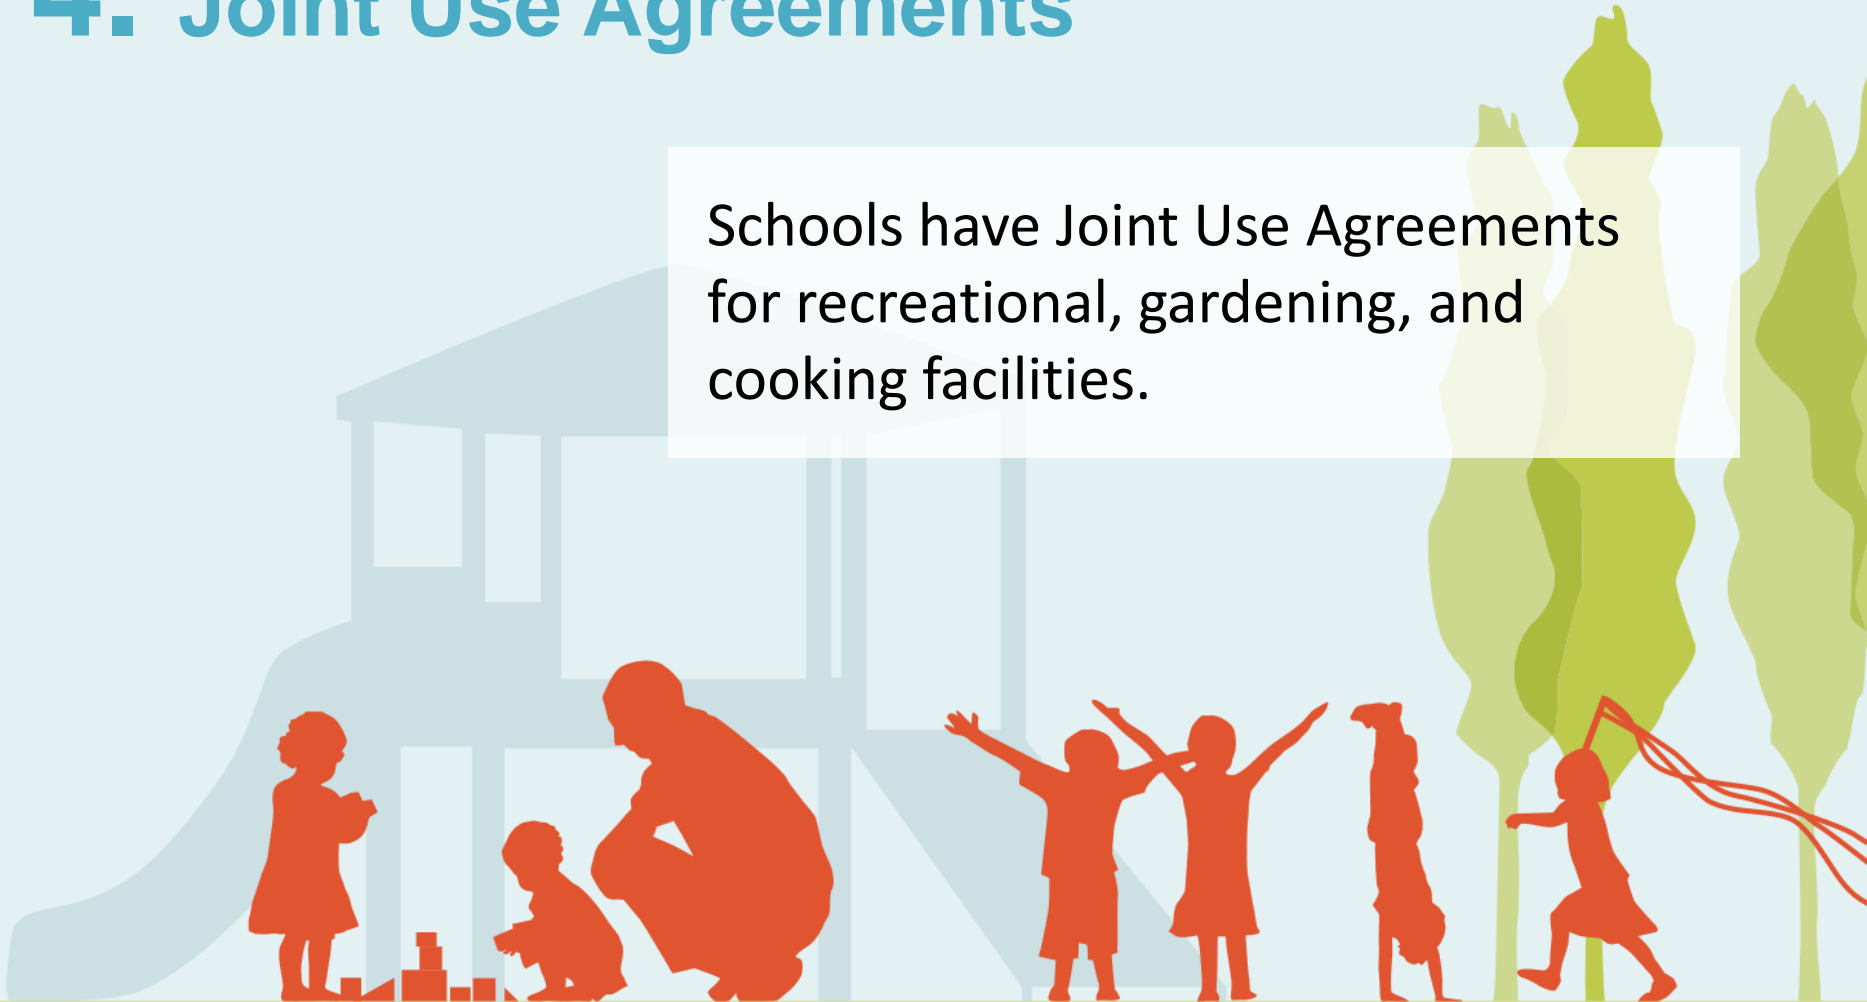 4. Joint Use Agreements
Schools have Joint Use Agreements
for recreational, gardening, and
cooking facilities.